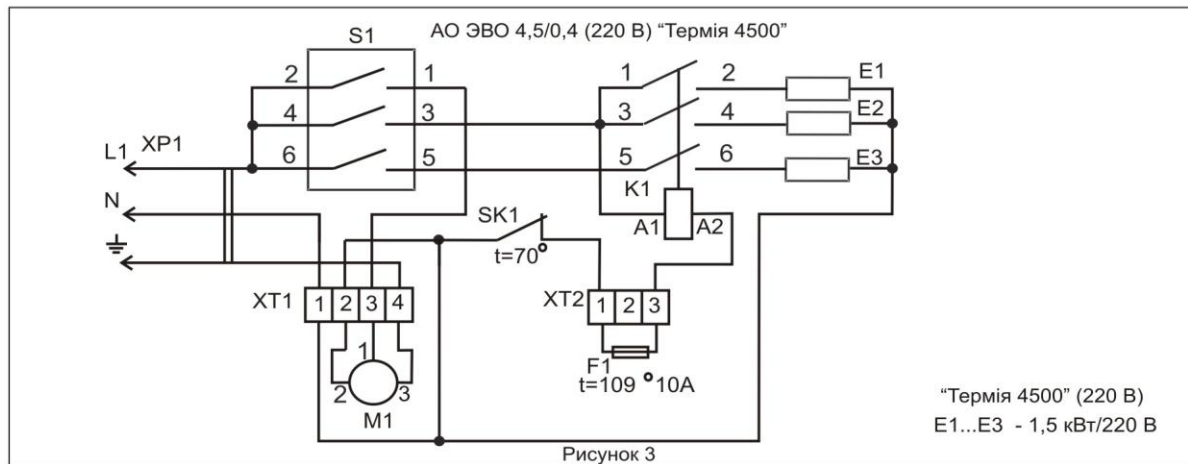 АО ЭВО 4,5/0,4 (220 В) “Термія 4500”
S1
2 1
4 3
6 5
1 2 E1
3 4 E2
5 6 E3
K1
A1 A2
L1 XP1
N
SK1
t=70°
XT1 1 2 3 4
XT2 1 2 3
F1
t=109 °10A
1
2 3
M1
“Термія 4500” (220 В)
E1...E3 - 1,5 кВт/220 В
Рисунок 3